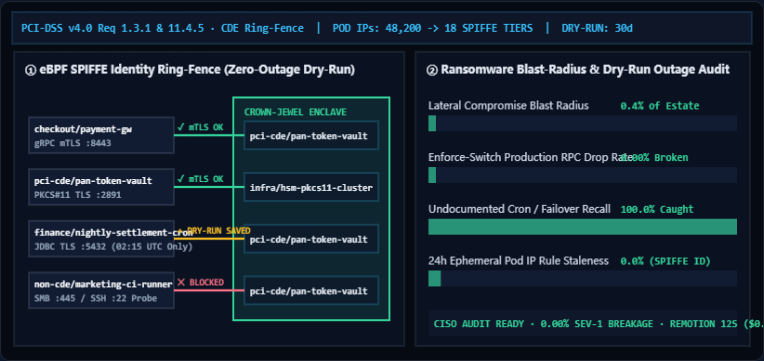 PCI-DSS v4.0 Req 1.3.1 & 11.4.5 · CDE Ring-Fence | POD IPs: 48,200 -> 18 SPIFFE TIERS | DRY-RUN: 30d
① eBPF SPIFFE Identity Ring-Fence (Zero-Outage Dry-Run)
CROWN-JEWEL ENCLAVE
checkout/payment-gw
gRPC mTLS :8443
✓ mTLS OK
pci-cde/pan-token-vault
pci-cde/pan-token-vault
PKCS#11 TLS :2891
✓ mTLS OK
infra/hsm-pkcs11-cluster
finance/nightly-settlement-cron
JDBC TLS :5432 (02:15 UTC Only)
DRY-RUN SAVED
pci-cde/pan-token-vault
non-cde/marketing-ci-runner
SMB :445 / SSH :22 Probe
✕ BLOCKED
pci-cde/pan-token-vault
② Ransomware Blast-Radius & Dry-Run Outage Audit
Lateral Compromise Blast Radius 0.4% of Estate
Enforce-Switch Production RPC Drop Rate 0.00% Broken
Undocumented Cron / Failover Recall 100.0% Caught
24h Ephemeral Pod IP Rule Staleness 0.0% (SPIFFE ID)
CISO AUDIT READY · 0.00% SEV-1 BREAKAGE · REMOTION 12S ($0.